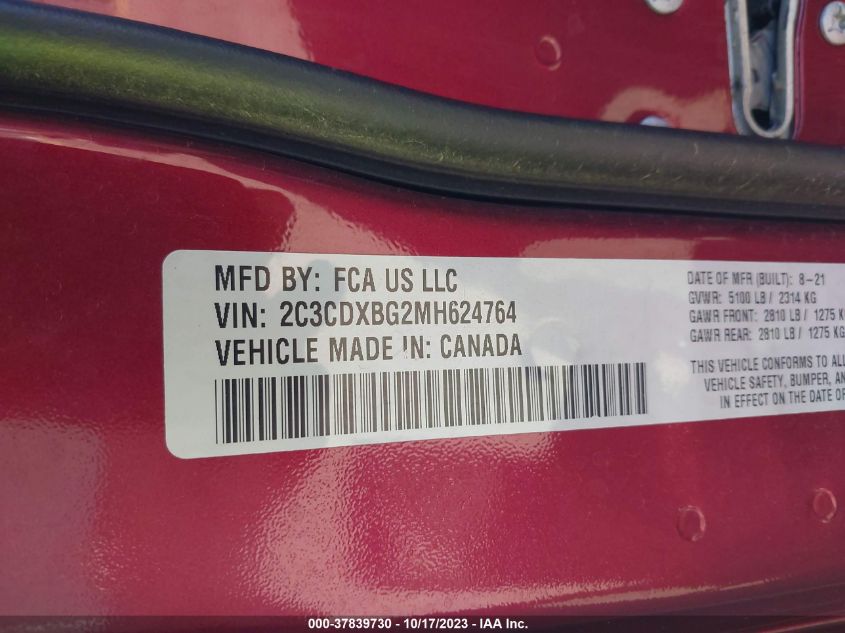 MFD BY: FCA US LLC
VIN: 2C3CDXBG2MH624764
VEHICLE MADE IN: CANADA
DATE OF MFR (BUILT): 8-21
GVWR: 5100 LB / 2314 KG
GAWR FRONT: 2810 LB / 1275 KG
GAWR REAR: 2810 LB / 1275 KG
THIS VEHICLE CONFORMS TO ALL
VEHICLE SAFETY, BUMPER, AN
IN EFFECT ON THE DATE OF
000-37839730 - 10/17/2023 - IAA Inc.